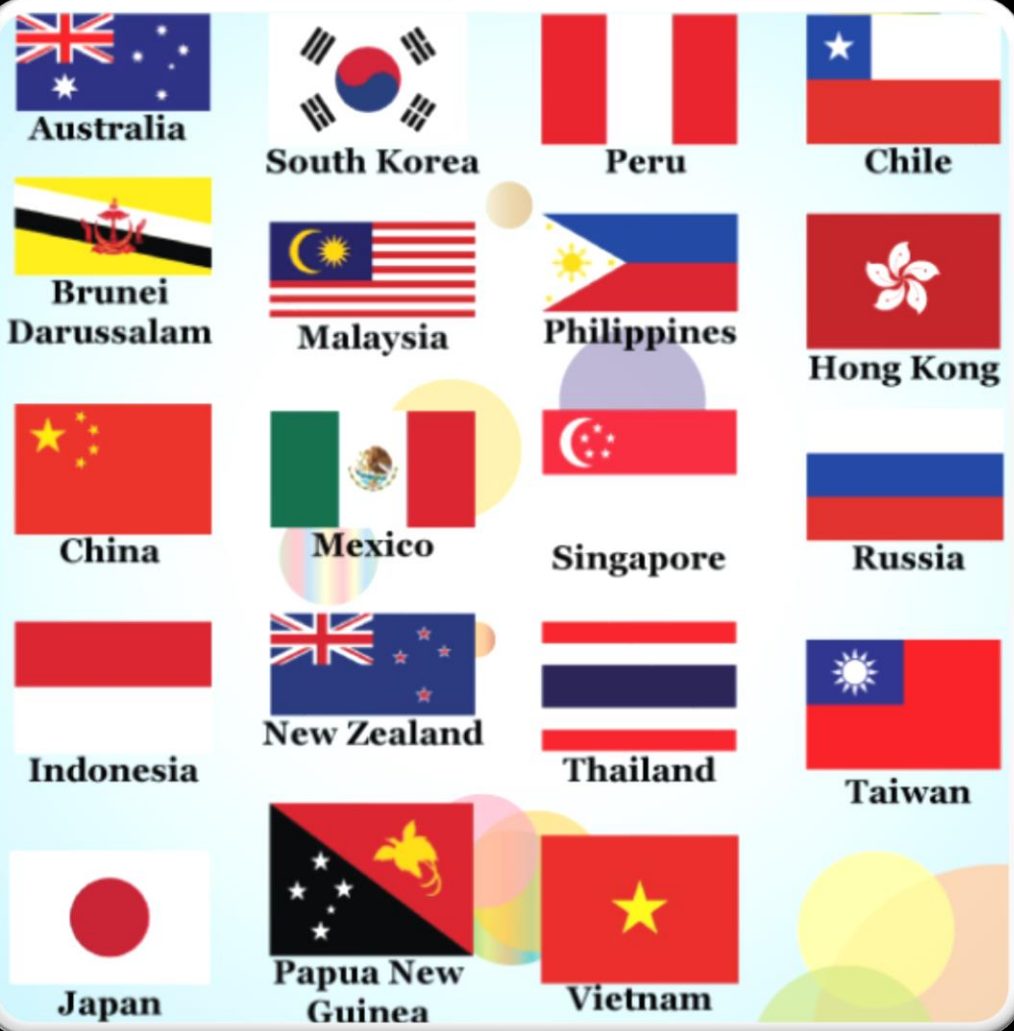 Australia
South Korea
Peru
Chile
Brunei
Darussalam
Malaysia
Philippines
Hong Kong
China
Mexico
Singapore
Russia
Indonesia
New Zealand
Thailand
Taiwan
Japan
Papua New
Guinea
Vietnam